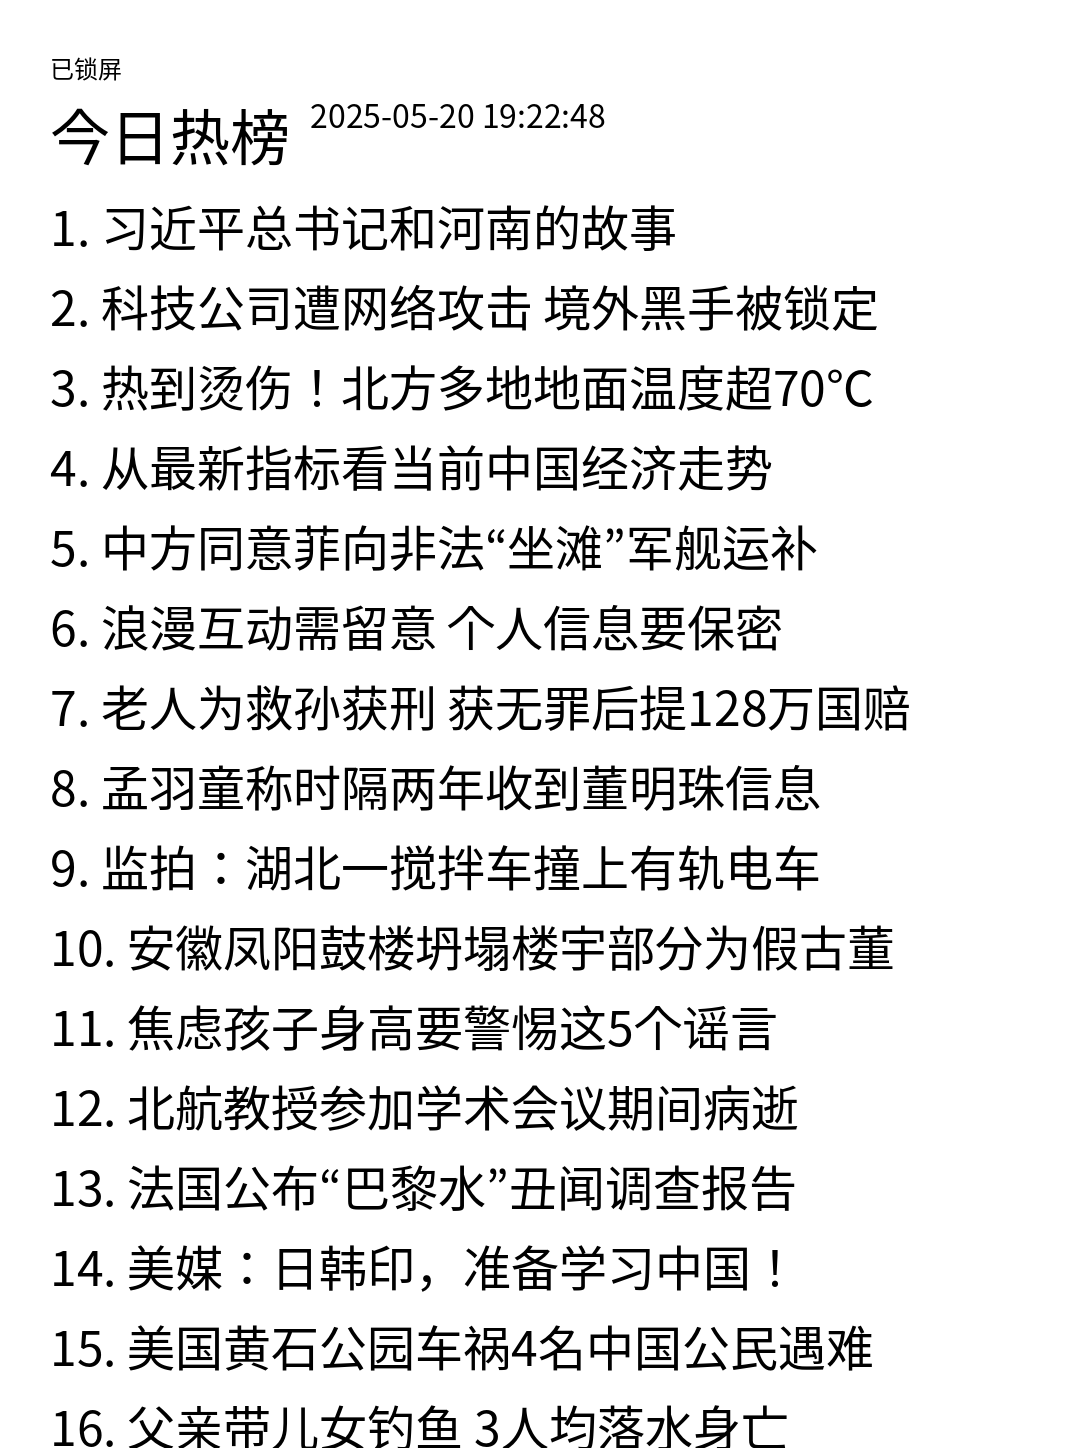 已锁屏
今日热榜 2025-05-20 19:22:48
1. 习近平总书记和河南的故事
2. 科技公司遭网络攻击 境外黑手被锁定
3. 热到烫伤！北方多地地面温度超70℃
4. 从最新指标看当前中国经济走势
5. 中方同意菲向非法“坐滩”军舰运补
6. 浪漫互动需留意 个人信息要保密
7. 老人为救孙获刑 获无罪后提128万国赔
8. 孟羽童称时隔两年收到董明珠信息
9. 监拍：湖北一搅拌车撞上有轨电车
10. 安徽凤阳鼓楼坍塌楼宇部分为假古董
11. 焦虑孩子身高要警惕这5个谣言
12. 北航教授参加学术会议期间病逝
13. 法国公布“巴黎水”丑闻调查报告
14. 美媒：日韩印，准备学习中国！
15. 美国黄石公园车祸4名中国公民遇难
16. 父亲带儿女钓鱼 3人均落水身亡